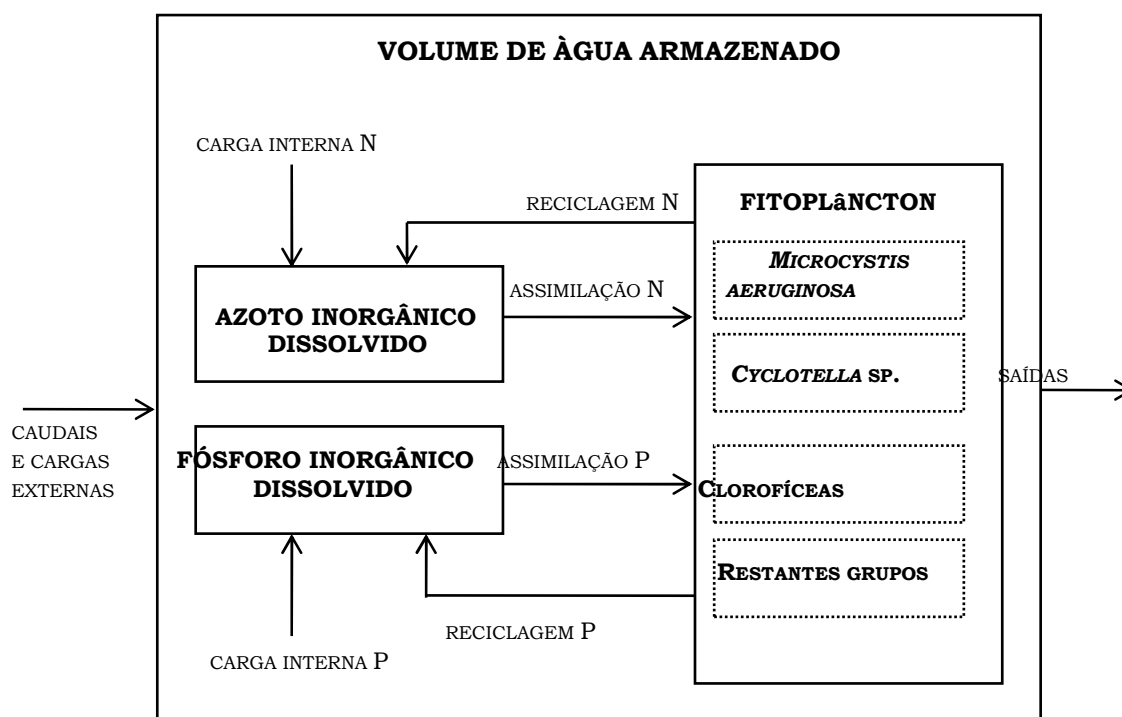 VOLUME DE ÀGUA ARMAZENADO
CARGA INTERNA N
RECICLAGEM N
FITOPLâNCTON
MICROCYSTIS
AERUGINOSA
ASSIMILAÇÃO N
AZOTO INORGÂNICO
DISSOLVIDO
CYCLOTELLA SP.
SAÍDAS
CAUDAIS
E CARGAS
EXTERNAS
FÓSFORO INORGÂNICO
DISSOLVIDO
ASSIMILAÇÃO P
CLOROFÍCEAS
RESTANTES GRUPOS
RECICLAGEM P
CARGA INTERNA P